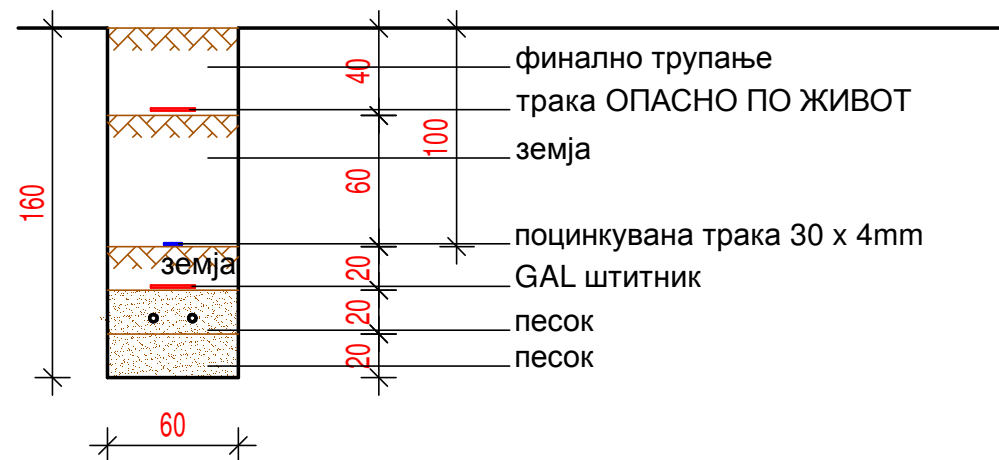 финално трупање
40
трака ОПАСНО ПО ЖИВОТ
100
земја
60
160
поцинкувана трака 30 x 4mm
земја
20
GAL штитник
20
песок
20
песок
60